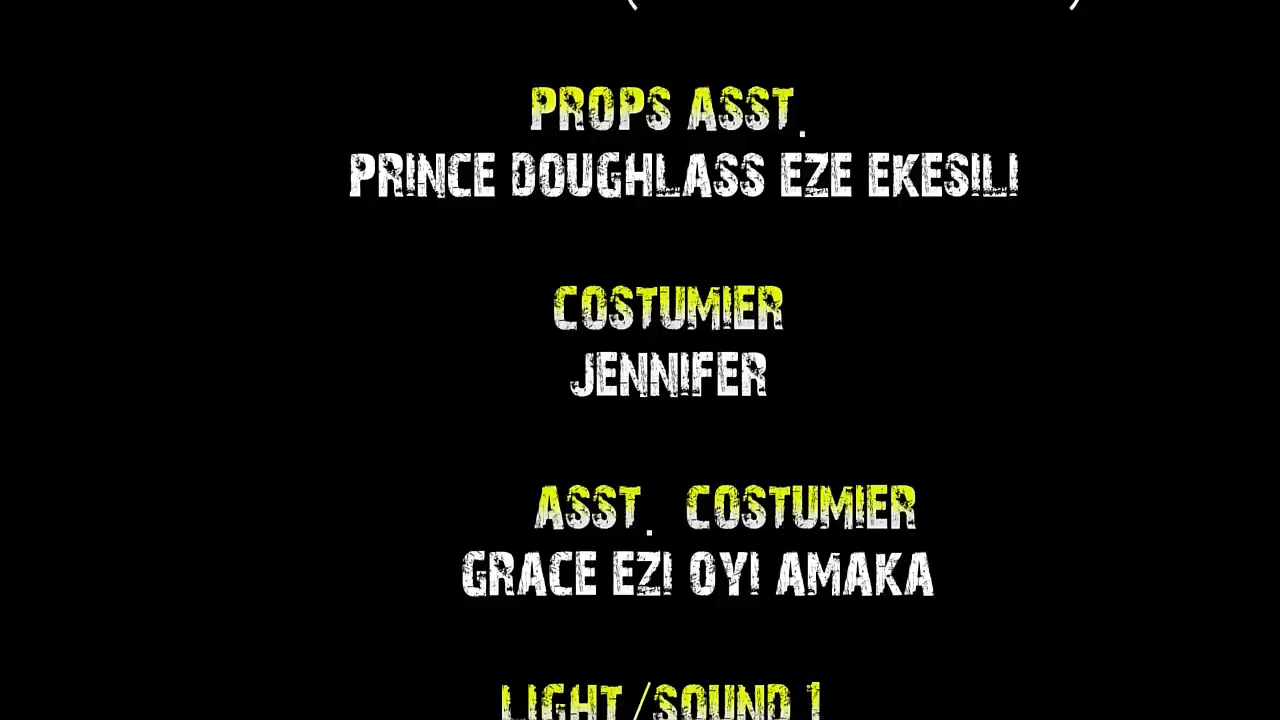 PROPS ASST.
PRINCE DOUGHLASS EZE EKESILI
COSTUMIER
JENNIFER
ASST. COSTUMIER
GRACE EZI OYI AMAKA
LIGHT/SOUND 1